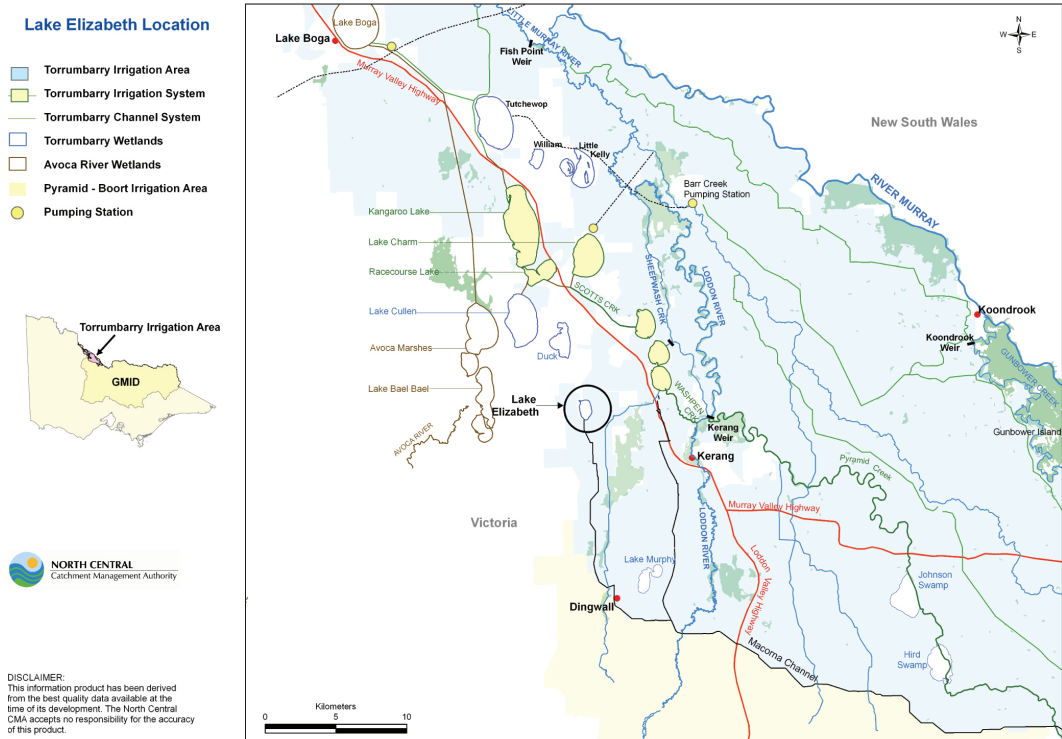 Lake Elizabeth Location
Torrumbarry Irrigation Area
Torrumbarry Irrigation System
Torrumbarry Channel System
Torrumbarry Wetlands
Avoca River Wetlands
Pyramid - Boort Irrigation Area
Pumping Station
Torrumbarry Irrigation Area
GMID
NORTH CENTRAL
Catchment Management Authority
DISCLAIMER:
This information product has been derived
from the best quality data available at the
time of its development. The North Central
CMA accepts no responsibility for the accuracy
of this product.
Lake Boga
Lake Boga
Pumping
Station
Murray Valley Highway
LITTLE MURRAY RIVER
Fish Point
Weir
N
W
E
S
New South Wales
Tutchewop
William
Little
Kelly
Barr Creek
Pumping Station
RIVER MURRAY
Kangaroo Lake
Lake Charm
Racecourse Lake
SCOTTS CRK
SHEEPWASH CRK
LODDON RIVER
Lake Cullen
Duck
Avoca Marshes
Lake Bael Bael
Lake
Elizabeth
AVOCA RIVER
WASHPEN
CRK
Kerang
Weir
Kerang
Koondrook
Koondrook
Weir
GUNBOWER CREEK
Gunbower Island
Pyramid Creek
Murray Valley Highway
Victoria
LODDON RIVER
Loddon Valley Highway
Lake Murphy
Dingwall
Johnson
Swamp
Hird
Swamp
Macorna Channel
Kilometers
0
5
10